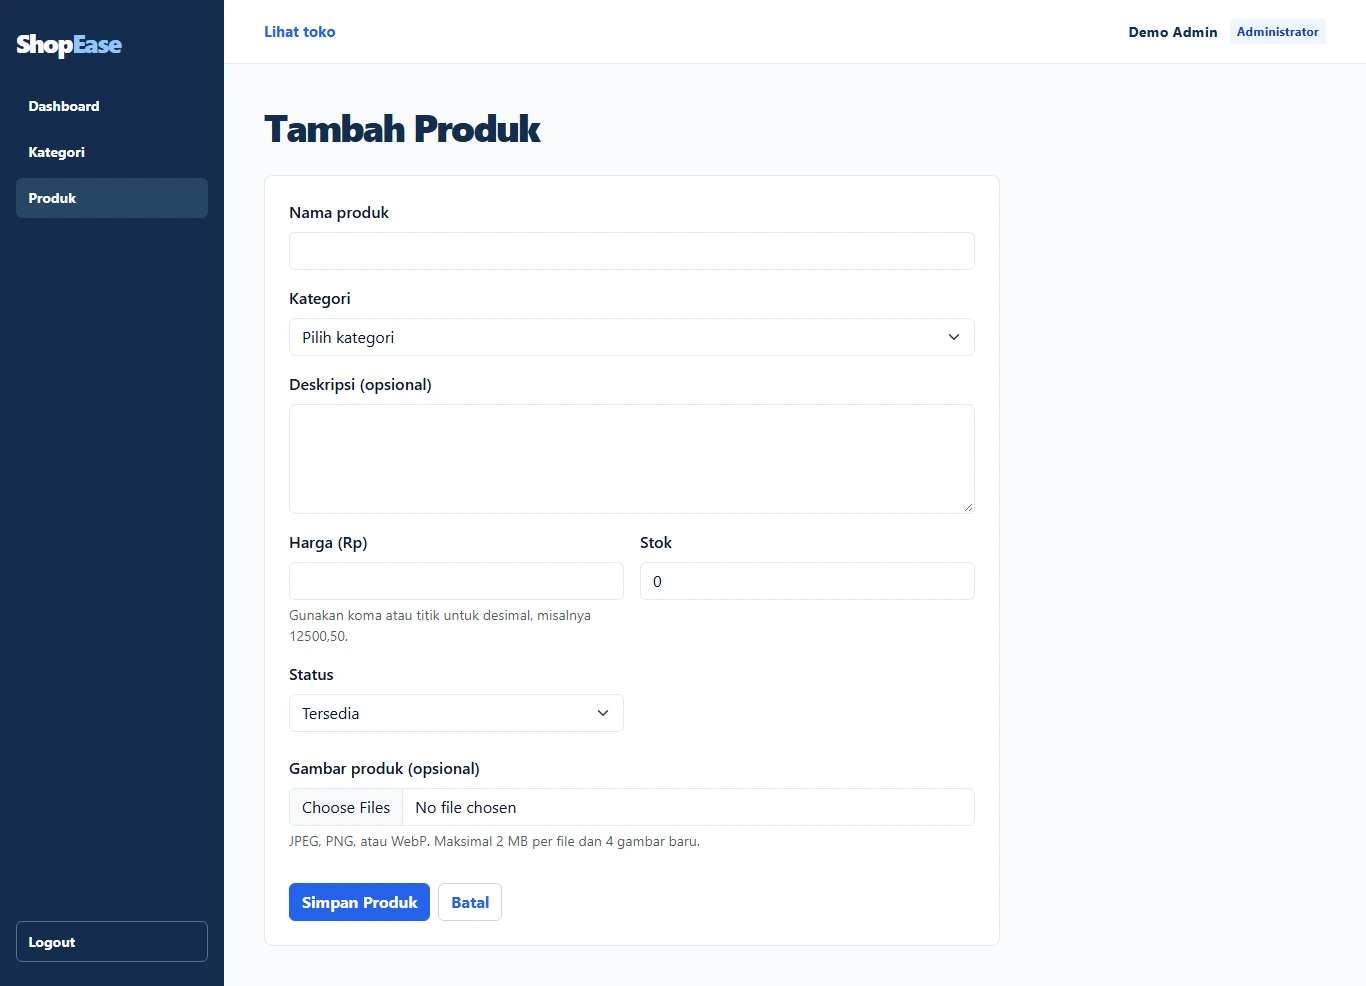 ShopEase
Dashboard
Kategori
Produk
Logout
Lihat toko
Demo Admin
Administrator
Tambah Produk
Nama produk
Kategori
Pilih kategori
Deskripsi (opsional)
Harga (Rp)
Stok
0
Gunakan koma atau titik untuk desimal, misalnya
12500,50.
Status
Tersedia
Gambar produk (opsional)
Choose Files
No file chosen
JPEG, PNG, atau WebP. Maksimal 2 MB per file dan 4 gambar baru.
Simpan Produk
Batal